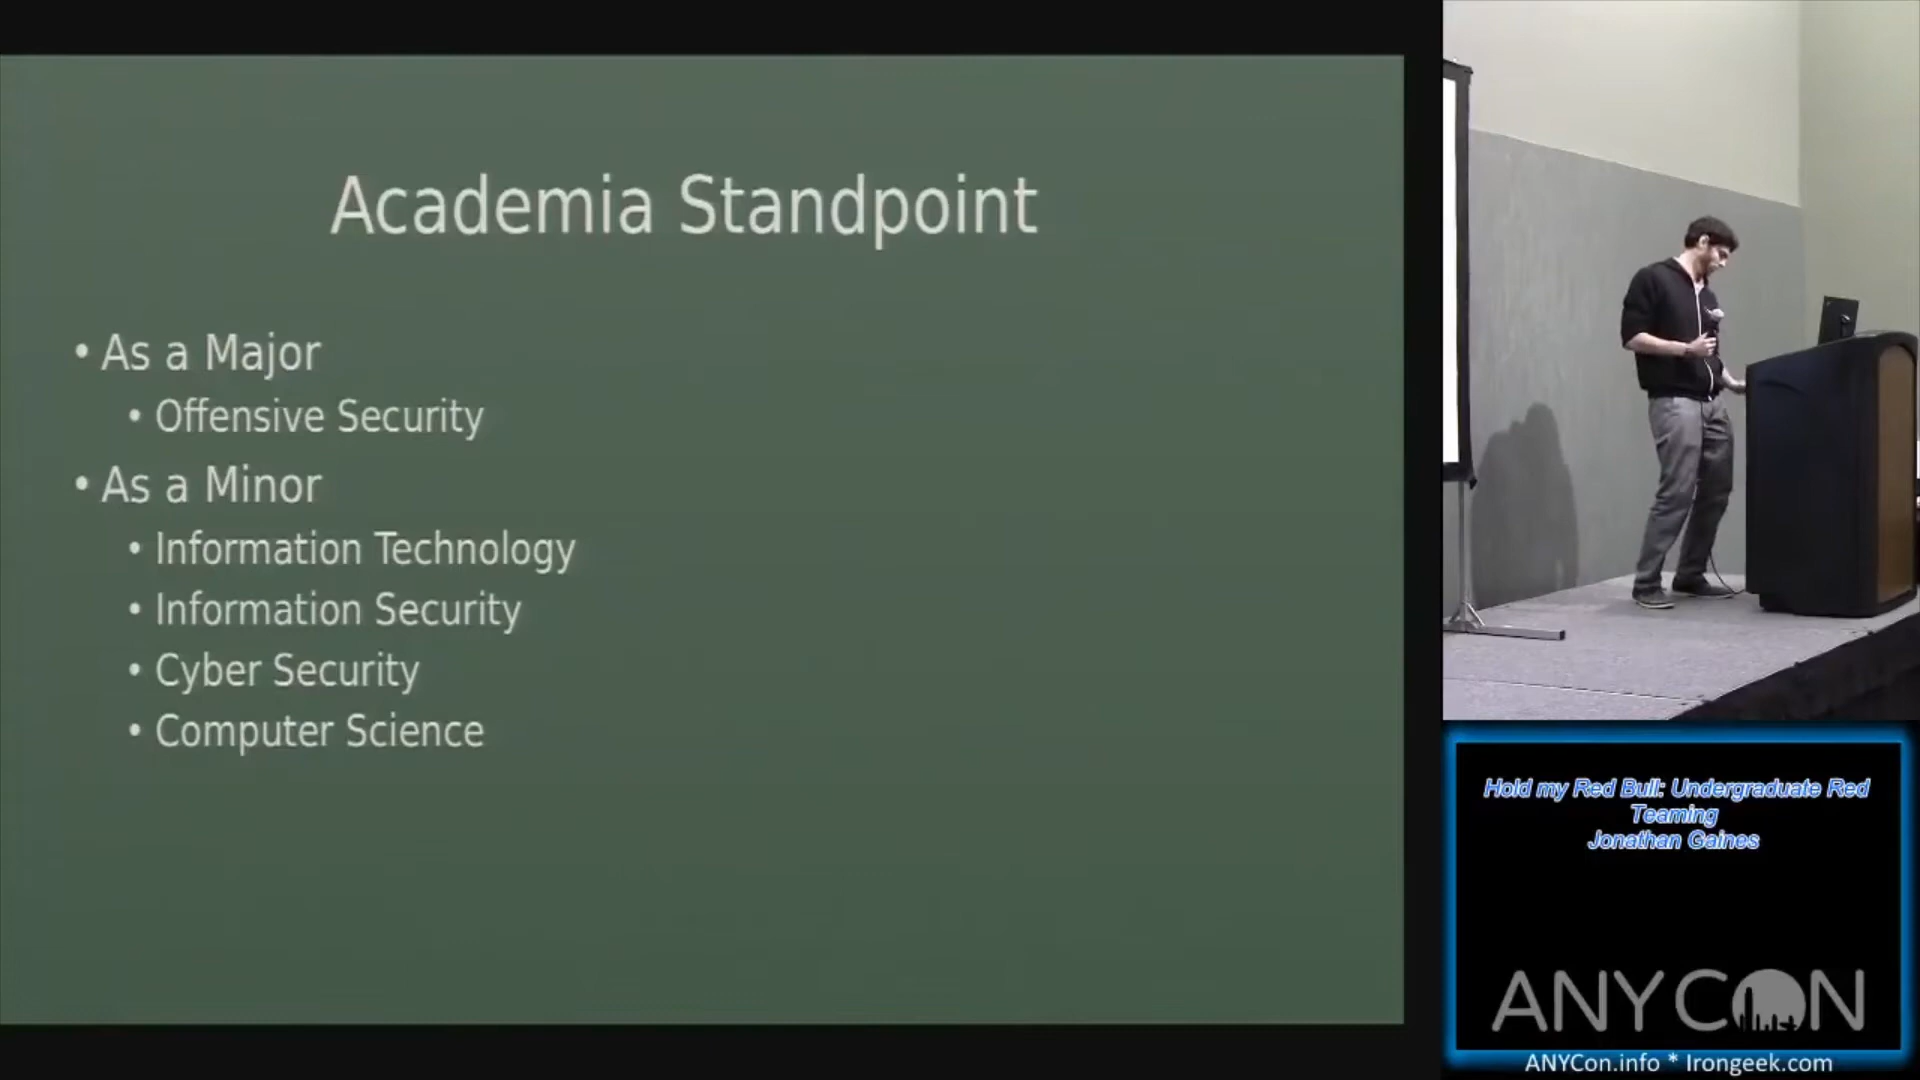 Academia Standpoint
• As a Major
• Offensive Security
• As a Minor
• Information Technology
• Information Security
• Cyber Security
• Computer Science
Hold my Red Bull: Undergraduate Red
Teaming
Jonathan Gaines
ANYCON
ANYCon.info * Irongeek.com